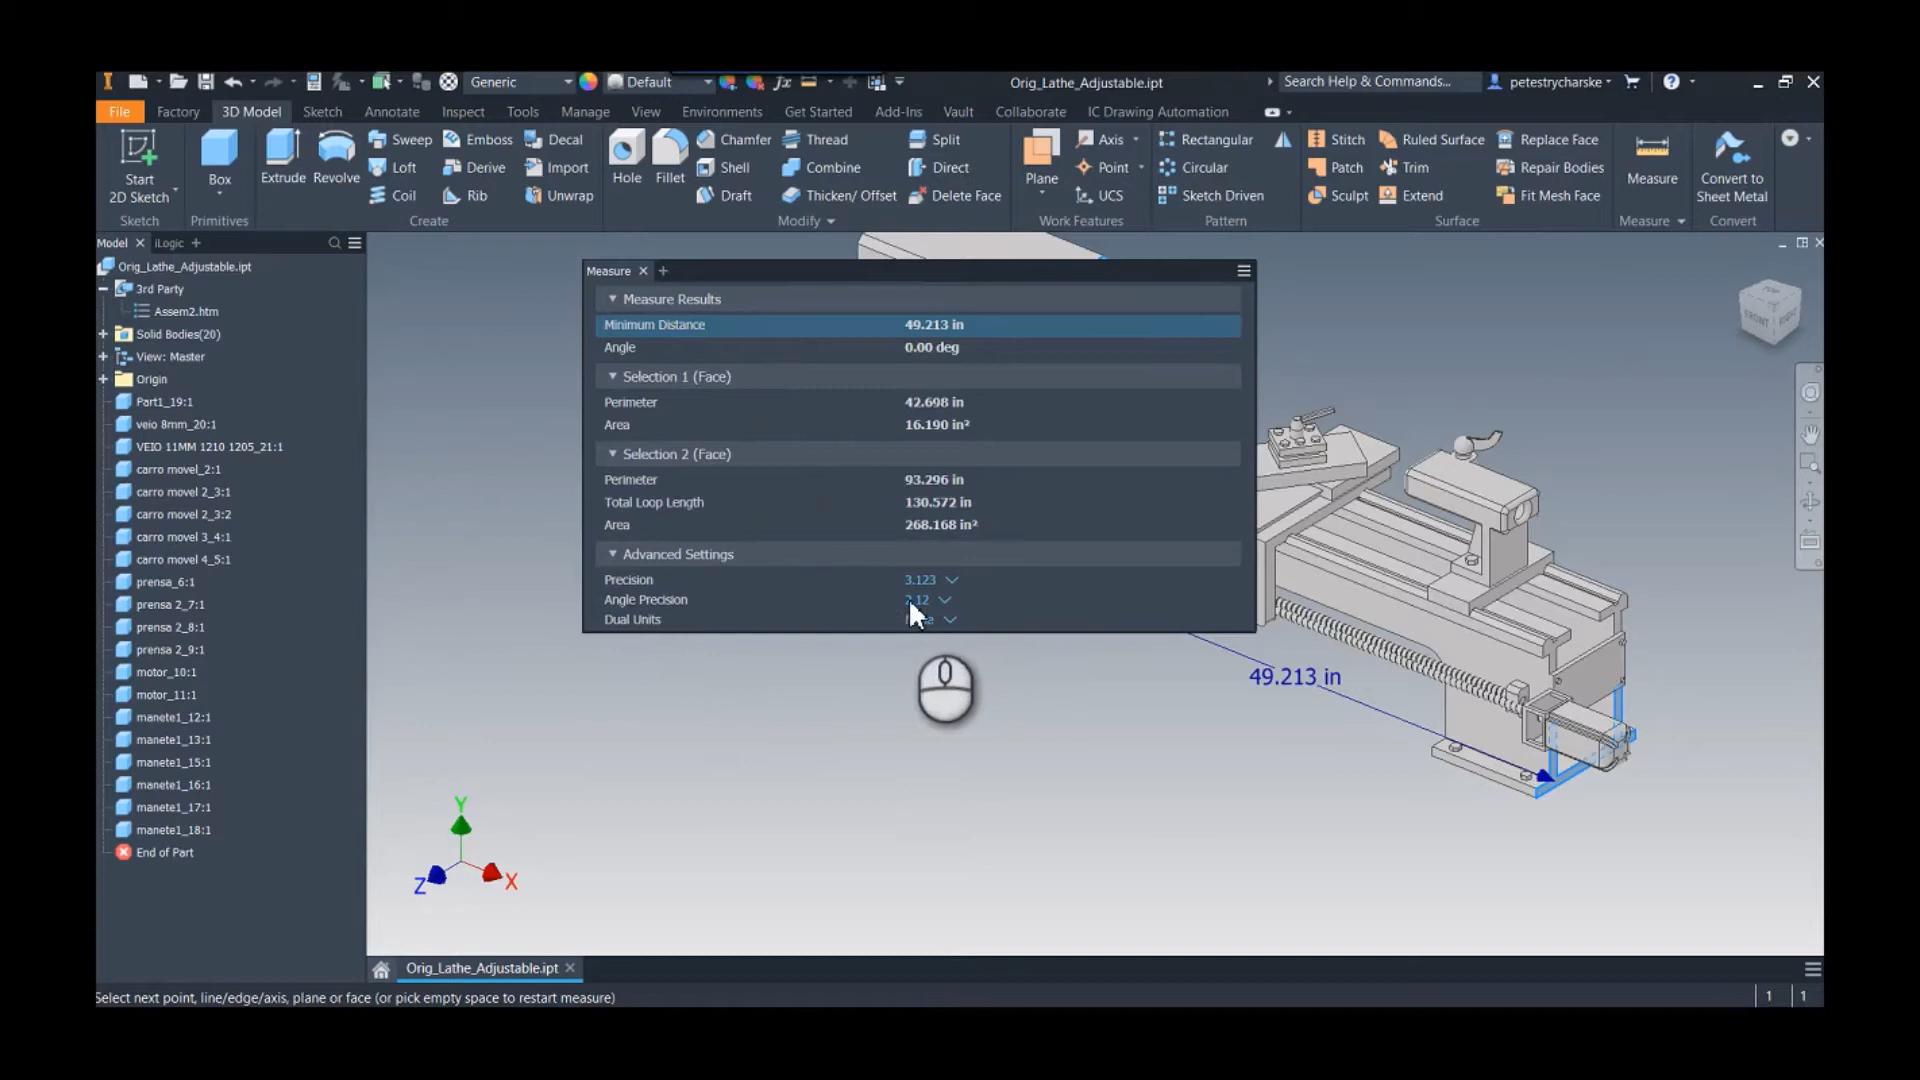 Generic
Default
fx
Orig_Lathe_Adjustable.ipt
Search Help & Commands...
petestrycharske
File
Factory
3D Model
Sketch
Annotate
Inspect
Tools
Manage
View
Environments
Get Started
Add-Ins
Vault
Collaborate
IC Drawing Automation
Start
2D Sketch
Box
Extrude
Revolve
Sweep
Emboss
Decal
Loft
Derive
Import
Coil
Rib
Unwrap
Hole
Fillet
Chamfer
Thread
Split
Shell
Combine
Direct
Draft
Thicken/ Offset
Delete Face
Plane
Axis
Point
UCS
Rectangular
Circular
Sketch Driven
Stitch
Ruled Surface
Replace Face
Patch
Trim
Repair Bodies
Sculpt
Extend
Fit Mesh Face
Measure
Convert to
Sheet Metal
Sketch
Primitives
Create
Modify
Work Features
Pattern
Surface
Measure
Convert
Model
iLogic
Orig_Lathe_Adjustable.ipt
3rd Party
Assem2.htm
Solid Bodies(20)
View: Master
Origin
Part1_19:1
veio 8mm_20:1
VEIO 11MM 1210 1205_21:1
carro movel_2:1
carro movel 2_3:1
carro movel 2_3:2
carro movel 3_4:1
carro movel 4_5:1
prensa_6:1
prensa 2_7:1
prensa 2_8:1
prensa 2_9:1
motor_10:1
motor_11:1
manete1_12:1
manete1_13:1
manete1_15:1
manete1_16:1
manete1_17:1
manete1_18:1
End of Part
Measure
Measure Results
Minimum Distance 49.213 in
Angle 0.00 deg
Selection 1 (Face)
Perimeter 42.698 in
Area 16.190 in²
Selection 2 (Face)
Perimeter 93.296 in
Total Loop Length 130.572 in
Area 268.168 in²
Advanced Settings
Precision 3.123
Angle Precision 2.12
Dual Units
TOP
FRONT
RIGHT
49.213 in
Y
Z
X
Orig_Lathe_Adjustable.ipt
Select next point, line/edge/axis, plane or face (or pick empty space to restart measure)
1
1